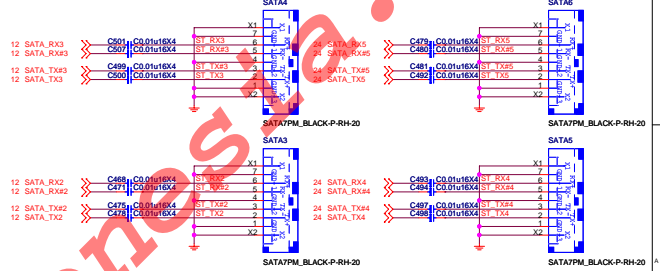 SATA4
X1
7
12 SATA_RX3 C501 C0.01u16X4 ST_RX3 6
12 SATA_RX#3 C507 C0.01u16X4 ST_RX#3 5
4
12 SATA_TX#3 C499 C0.01u16X4 ST_TX#3 3
12 SATA_TX3 C500 C0.01u16X4 ST_TX3 2
1
X2
SATA7PM_BLACK-P-RH-20
SATA6
X1
7
24 SATA_RX5 C479 C0.01u16X4 ST_RX5 6
24 SATA_RX#5 C480 C0.01u16X4 ST_RX#5 5
4
24 SATA_TX#5 C481 C0.01u16X4 ST_TX#5 3
24 SATA_TX5 C492 C0.01u16X4 ST_TX5 2
1
X2
SATA7PM_BLACK-P-RH-20
SATA3
X1
7
12 SATA_RX2 C468 C0.01u16X4 ST_RX2 6
12 SATA_RX#2 C471 C0.01u16X4 ST_RX#2 5
4
12 SATA_TX#2 C475 C0.01u16X4 ST_TX#2 3
12 SATA_TX2 C478 C0.01u16X4 ST_TX2 2
1
X2
SATA7PM_BLACK-P-RH-20
SATA5
X1
7
24 SATA_RX4 C493 C0.01u16X4 ST_RX4 6
24 SATA_RX#4 C494 C0.01u16X4 ST_RX#4 5
4
24 SATA_TX#4 C497 C0.01u16X4 ST_TX#4 3
24 SATA_TX4 C498 C0.01u16X4 ST_TX4 2
1
X2
SATA7PM_BLACK-P-RH-20
A
onesia.